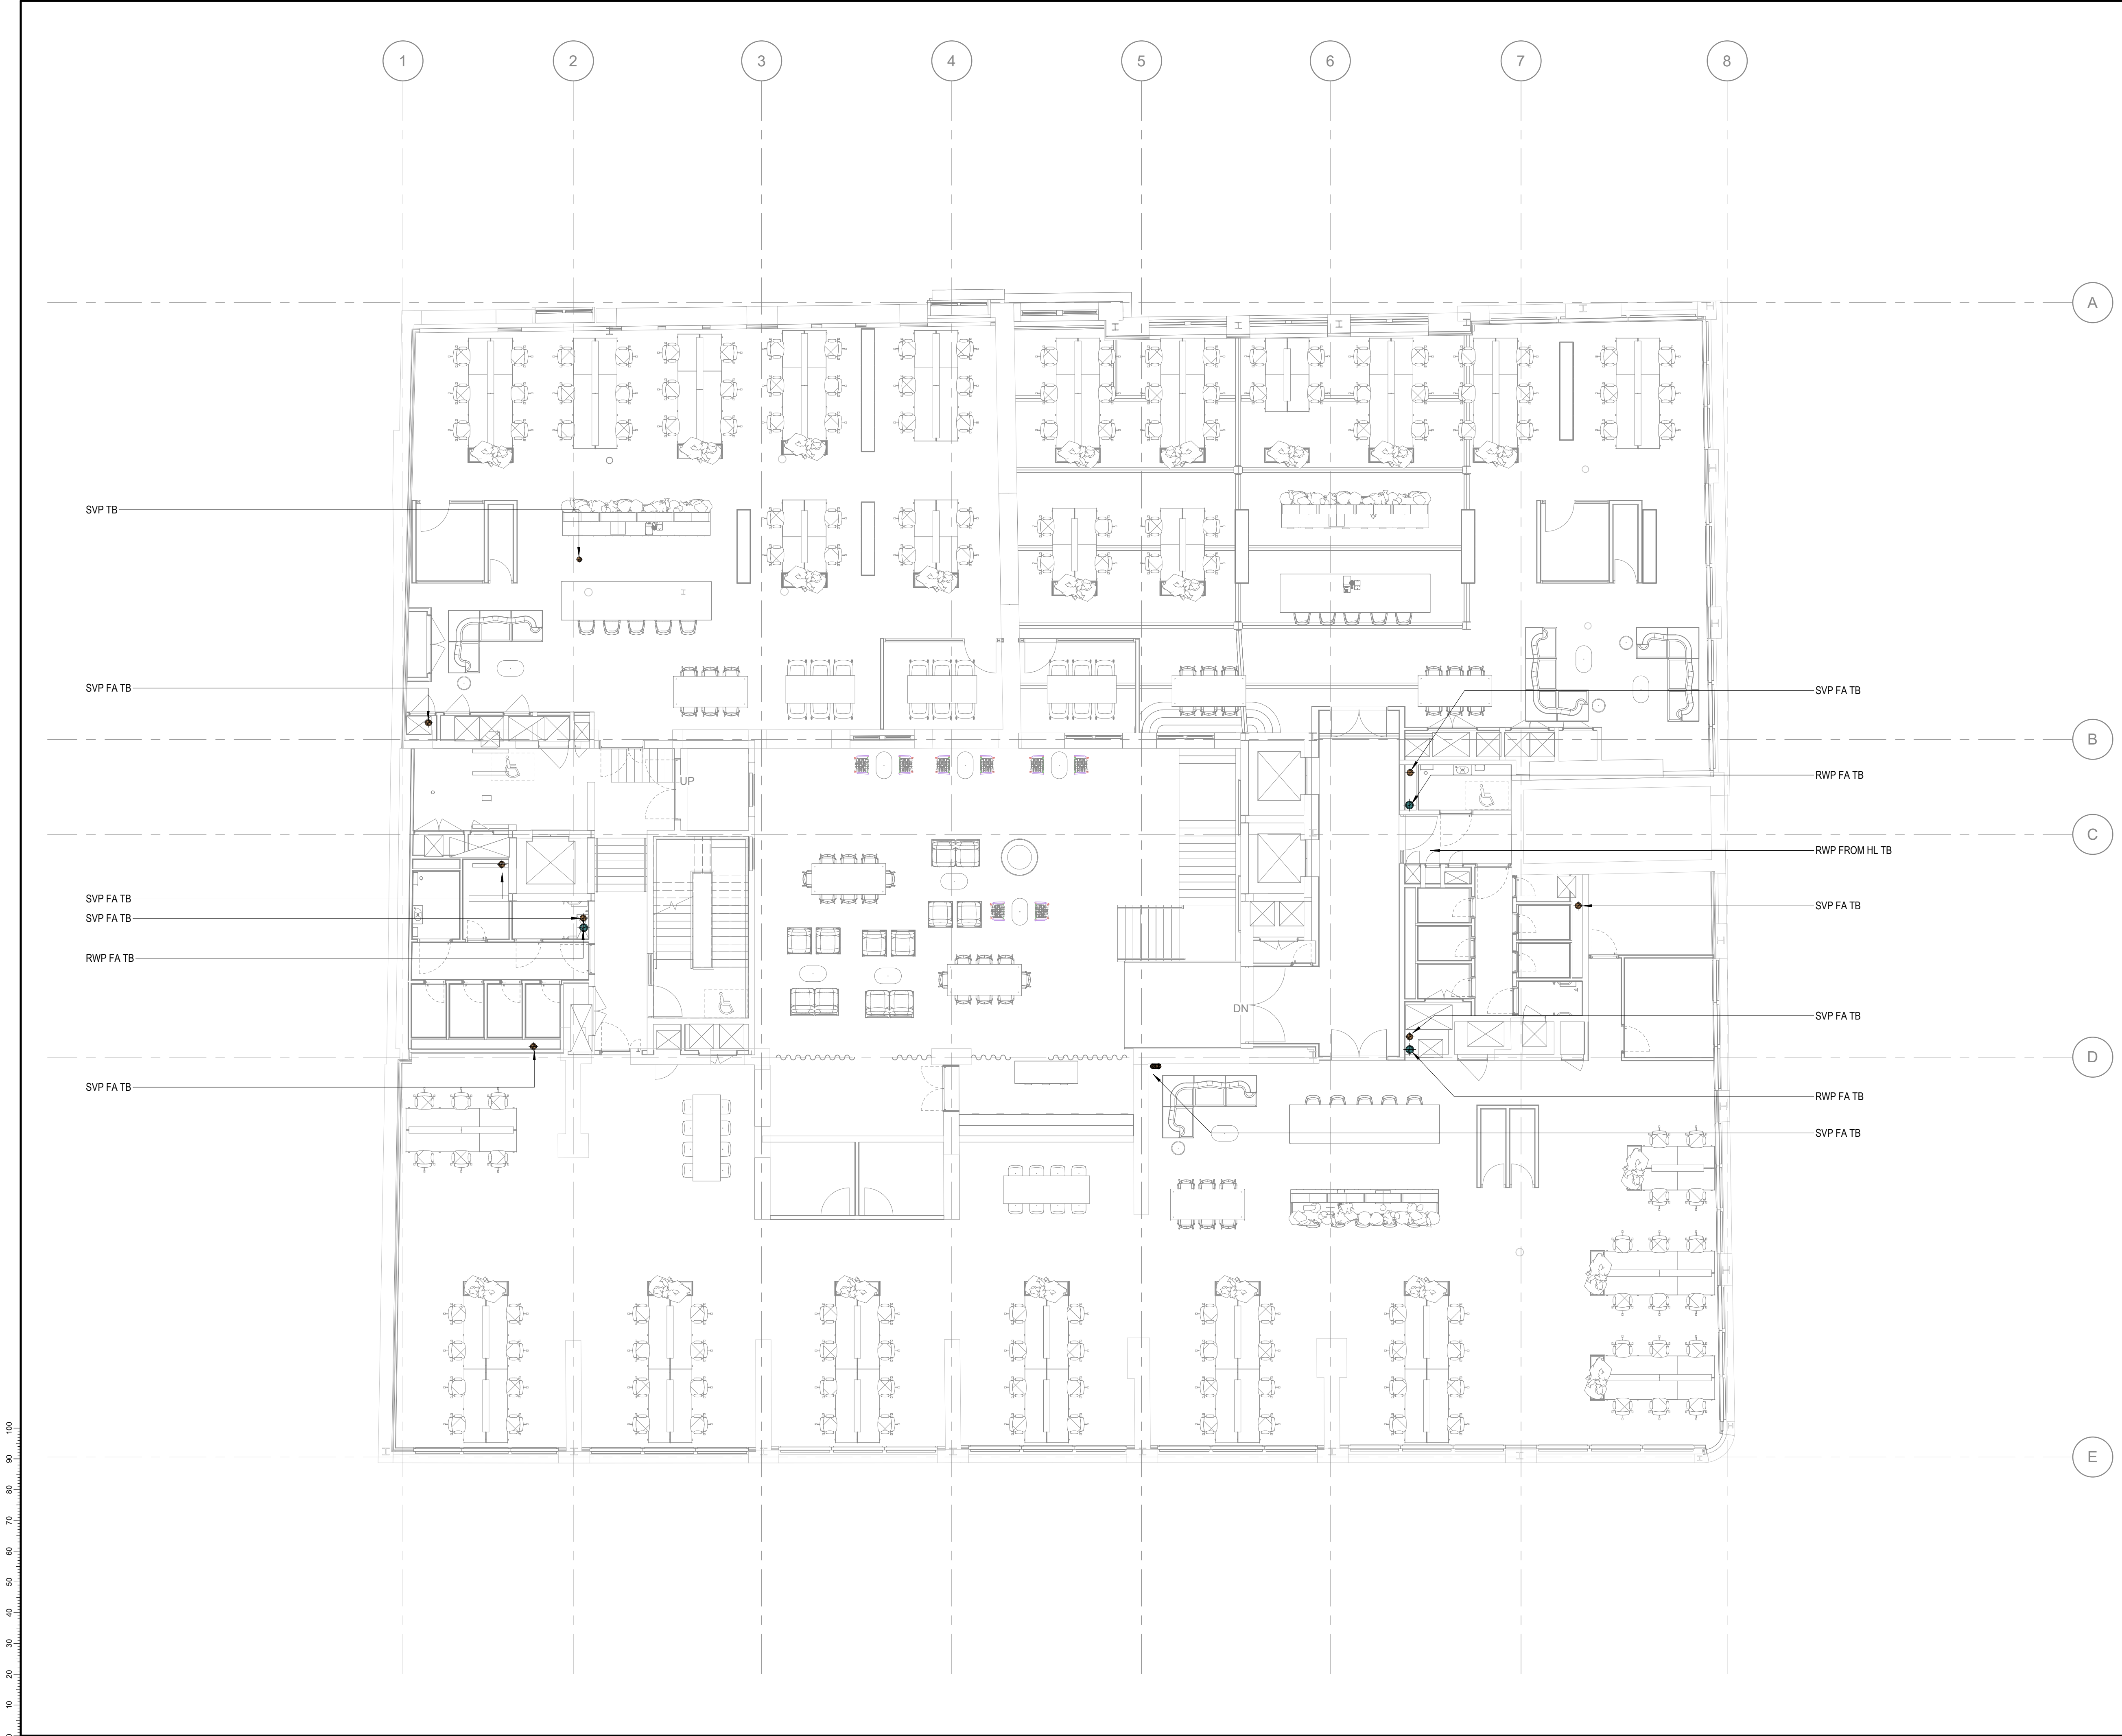 1 2 3 4 5 6 7 8
A
SVP TB
SVP FA TB
SVP FA TB
B
UP
RWP FA TB
C
RWP FROM HL TB
SVP FA TB
SVP FA TB
SVP FA TB
RWP FA TB
DN
SVP FA TB
D
SVP FA TB
RWP FA TB
SVP FA TB
E
100
90
80
70
60
50
40
30
20
10
0